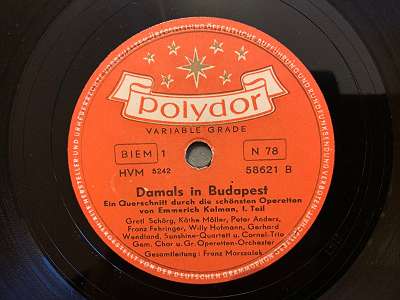 polydor
VARIABLE GRADE
BIEM 1
N 78
HVM 5242
58621 B
Damals in Budapest
Ein Querschnitt durch die schönsten Operetten
von Emmerich Kalman, 1. Teil
Gretl Schörg, Käthe Möller, Peter Anders,
Franz Fehringer, Willy Hofmann, Gerhard
Wendland, Sunshine-Quartett u. Cornel-Trio
Gem. Chor u. Gr. Operetten-Orchester
Gesamtleitung: Franz Marszalek